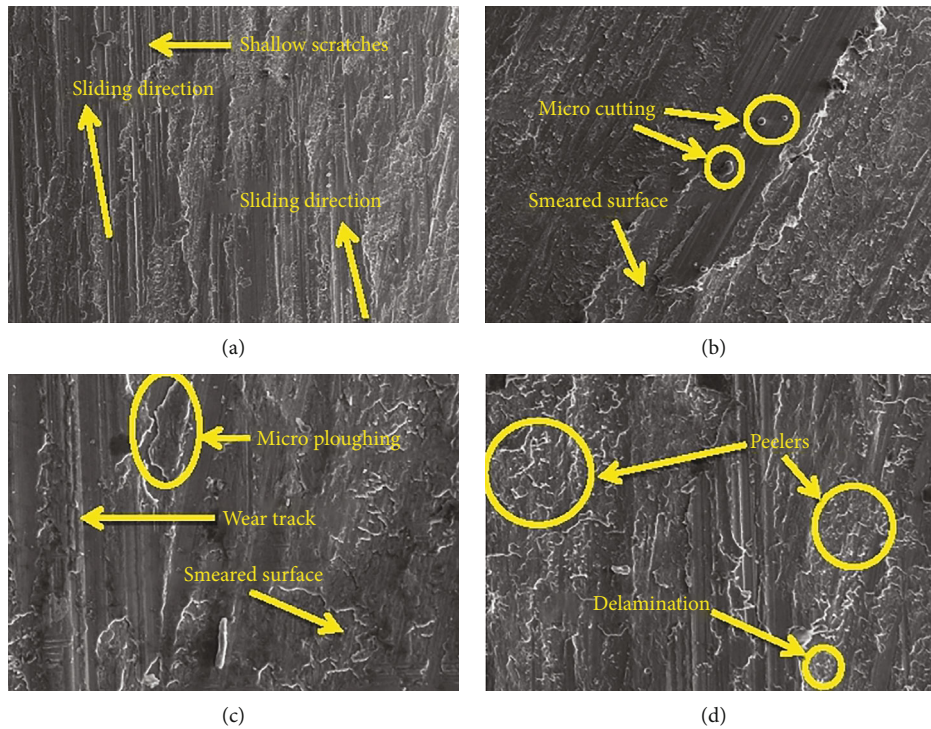 Shallow scratches
Sliding direction
Sliding direction
(a)
Micro cutting
Smeared surface
(b)
Micro ploughing
Wear track
Smeared surface
(c)
Peelers
Delamination
(d)